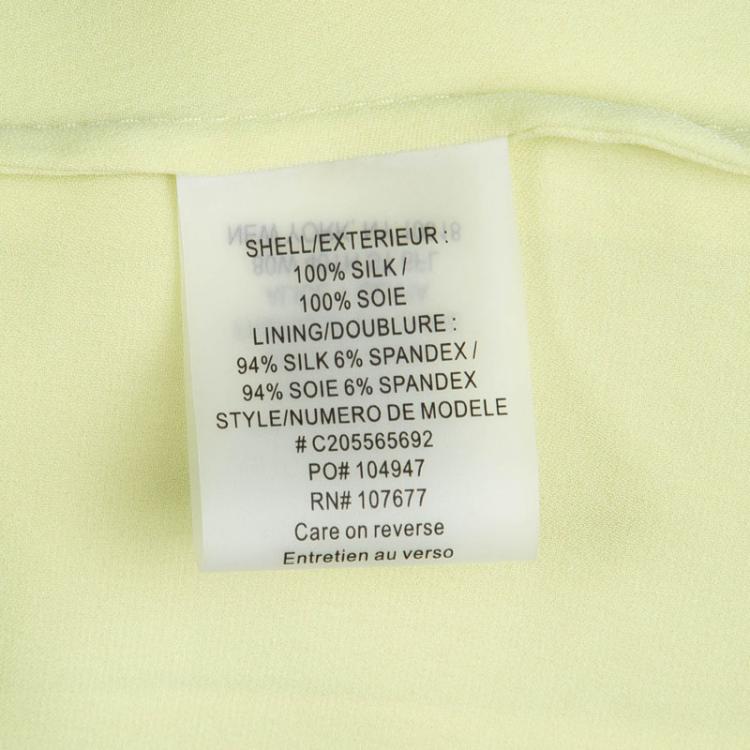 SHELL/EXTERIEUR :
100% SILK /
100% SOIE
LINING/DOUBLURE :
94% SILK 6% SPANDEX /
94% SOIE 6% SPANDEX
STYLE/NUMERO DE MODELE
# C205565692
PO# 104947
RN# 107677
Care on reverse
Entretien au verso